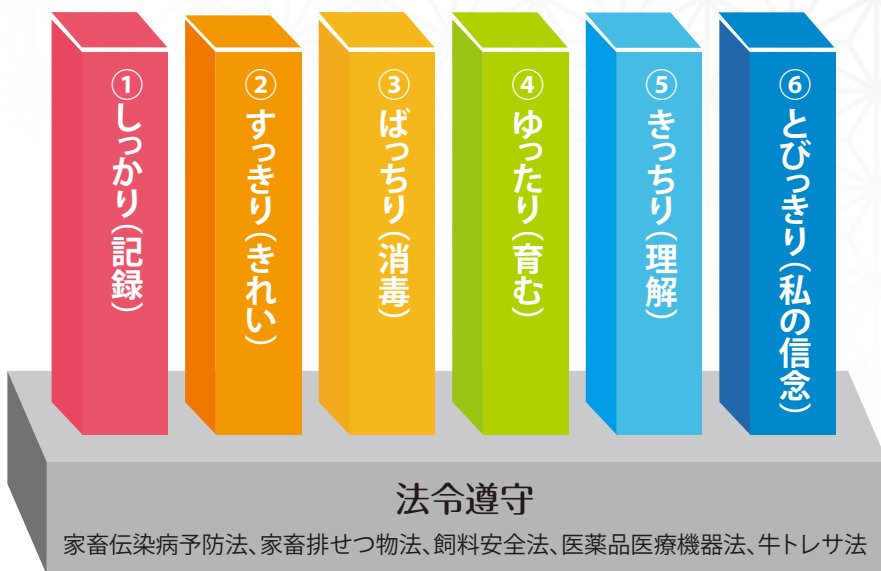 ①しっかり(記録)
②すっきり(きれい)
③ばっちり(消毒)
④ゆったり(育む)
⑤きっちり(理解)
⑥とびっきり(私の信念)
法令遵守
家畜伝染病予防法、家畜排せつ物法、飼料安全法、医薬品医療機器法、牛トレサ法